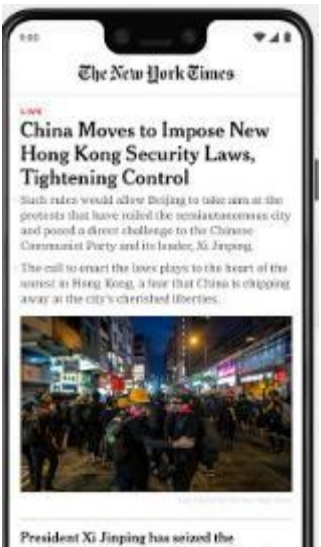 9:00
The New York Times
LIVE
China Moves to Impose New
Hong Kong Security Laws,
Tightening Control
Such rules would allow Beijing to take aim at the
protests that have roiled the semiautonomous city
and posed a direct challenge to the Chinese
Communist Party and its leader, Xi Jinping.
The call to enact the laws plays to the heart of the
unrest in Hong Kong, a fear that China is chipping
away at the city's cherished liberties.
President Xi Jinping has seized the